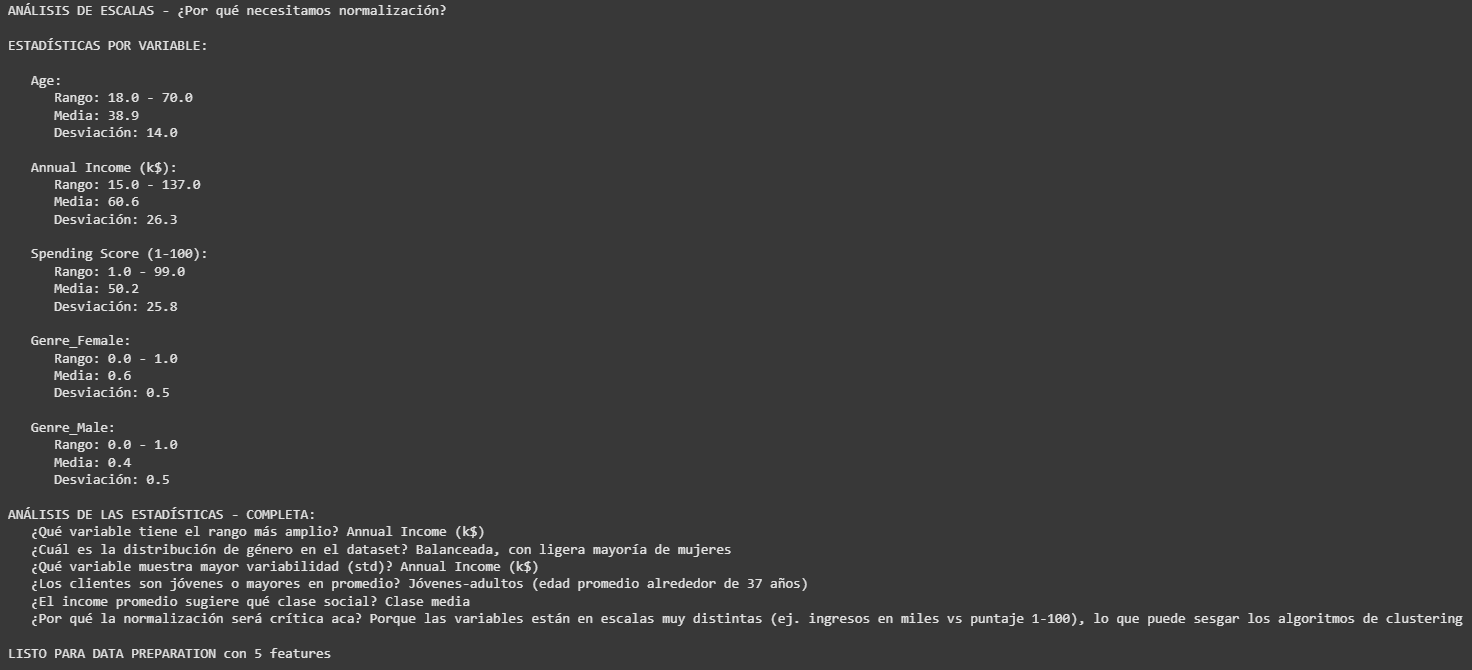 ANÁLISIS DE ESCALAS - ¿Por qué necesitamos normalización?
ESTADÍSTICAS POR VARIABLE:
Age:
Rango: 18.0 - 70.0
Media: 38.9
Desviación: 14.0
Annual Income (k$):
Rango: 15.0 - 137.0
Media: 60.6
Desviación: 26.3
Spending Score (1-100):
Rango: 1.0 - 99.0
Media: 50.2
Desviación: 25.8
Genre_Female:
Rango: 0.0 - 1.0
Media: 0.6
Desviación: 0.5
Genre_Male:
Rango: 0.0 - 1.0
Media: 0.4
Desviación: 0.5
ANÁLISIS DE LAS ESTADÍSTICAS - COMPLETA:
¿Qué variable tiene el rango más amplio? Annual Income (k$)
¿Cuál es la distribución de género en el dataset? Balanceada, con ligera mayoría de mujeres
¿Qué variable muestra mayor variabilidad (std)? Annual Income (k$)
¿Los clientes son jóvenes o mayores en promedio? Jóvenes-adultos (edad promedio alrededor de 37 años)
¿El income promedio sugiere qué clase social? Clase media
¿Por qué la normalización será crítica aca? Porque las variables están en escalas muy distintas (ej. ingresos en miles vs puntaje 1-100), lo que puede sesgar los algoritmos de clustering
LISTO PARA DATA PREPARATION con 5 features